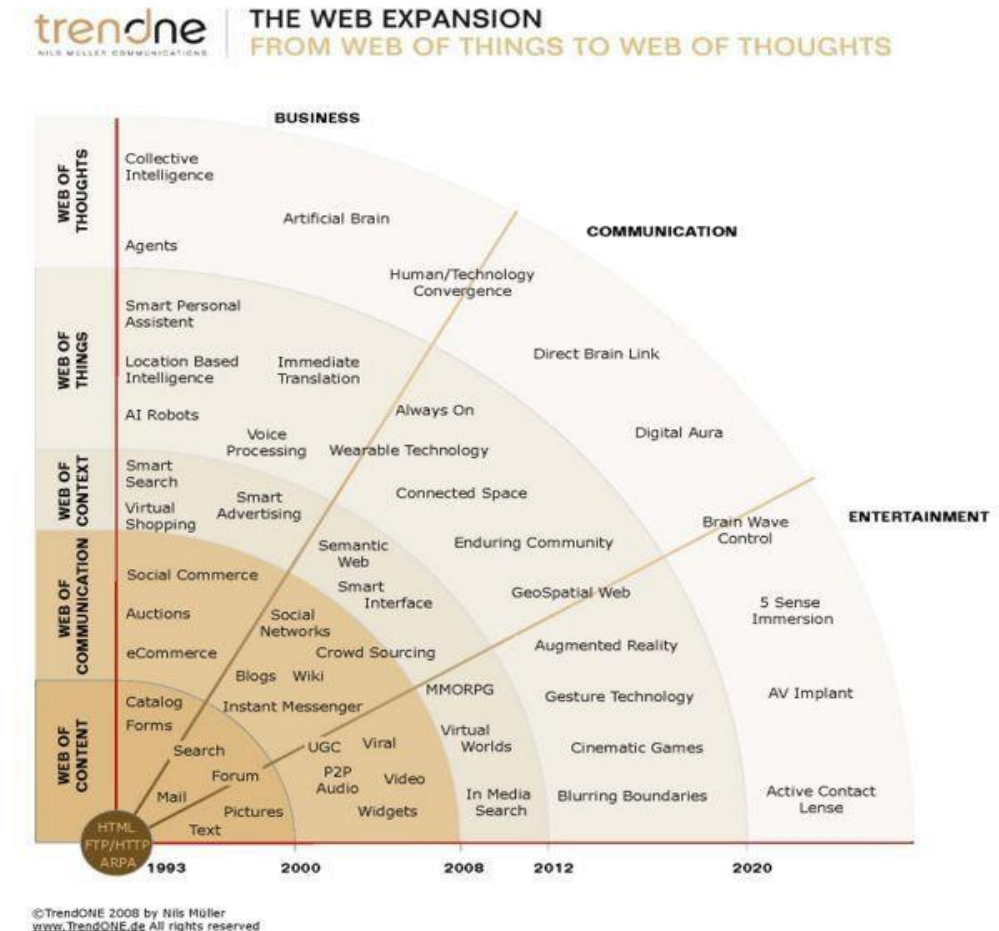 trendone
NILS MÜLLER COMMUNICATIONS
THE WEB EXPANSION
FROM WEB OF THINGS TO WEB OF THOUGHTS
BUSINESS
COMMUNICATION
ENTERTAINMENT
WEB OF
THOUGHTS
Collective
Intelligence
Artificial Brain
Agents
Human/Technology
Convergence
Direct Brain Link
Digital Aura
Brain Wave
Control
5 Sense
Immersion
AV Implant
Active Contact
Lense
WEB OF
THINGS
Smart Personal
Assistent
Location Based
Intelligence
Immediate
Translation
AI Robots
Voice
Processing
Always On
Wearable Technology
Connected Space
Enduring Community
GeoSpatial Web
Augmented Reality
Gesture Technology
Cinematic Games
Blurring Boundaries
WEB OF
CONTEXT
Smart
Search
Virtual
Shopping
Smart
Advertising
Semantic
Web
Smart
Interface
MMORPG
Virtual
Worlds
In Media
Search
WEB OF
COMMUNICATION
Social Commerce
Auctions
eCommerce
Social
Networks
Crowd Sourcing
Blogs
Wiki
Instant Messenger
UGC
Viral
P2P
Audio
Video
Widgets
WEB OF
CONTENT
Catalog
Forms
Search
Forum
Mail
Pictures
Text
HTML
FTP/HTTP
ARPA
1993
2000
2008
2012
2020
©TrendONE 2008 by Nils Müller
www.TrendONE.de All rights reserved